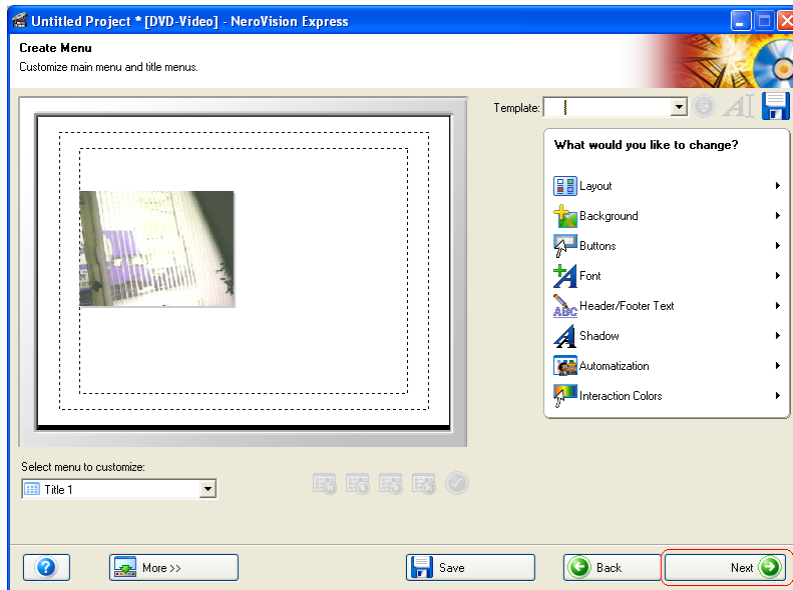 Untitled Project * [DVD-Video] - NeroVision Express
Create Menu
Customize main menu and title menus.
Template:
What would you like to change?
Layout
Background
Buttons
Font
Header/Footer Text
Shadow
Automatization
Interaction Colors
Select menu to customize:
Title 1
More >>
Save
Back
Next